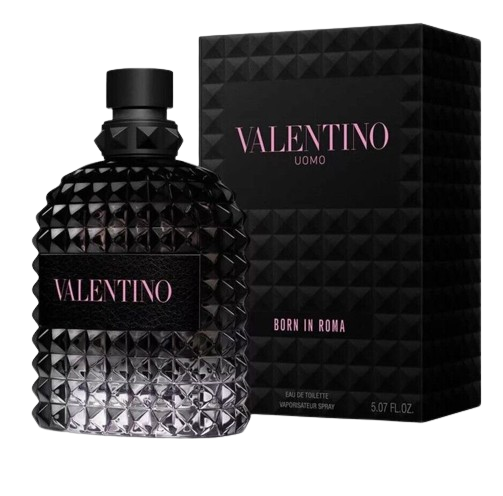 VALENTINO
VALENTINO
UOMO
BORN IN ROMA
EAU DE TOILETTE
VAPORISATEUR SPRAY
5.07 FL.OZ.